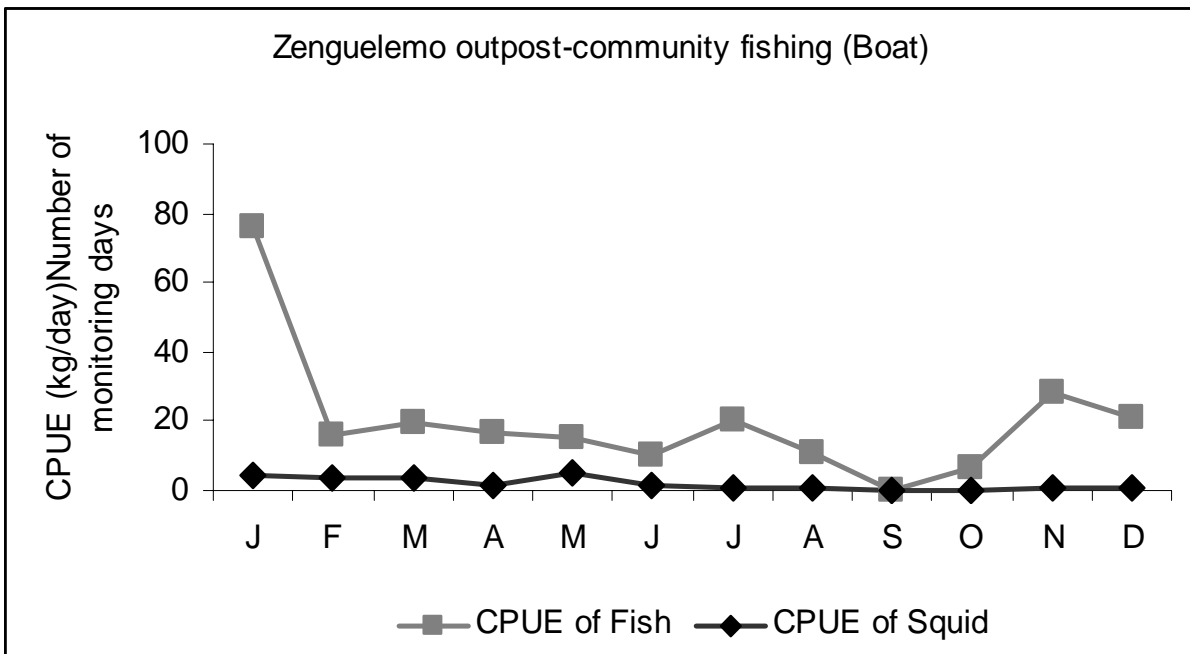 Zenguelemo outpost-community fishing (Boat)
CPUE (kg/day)Number of
monitoring days
100
80
60
40
20
0
J F M A M J J A S O N D
CPUE of Fish CPUE of Squid